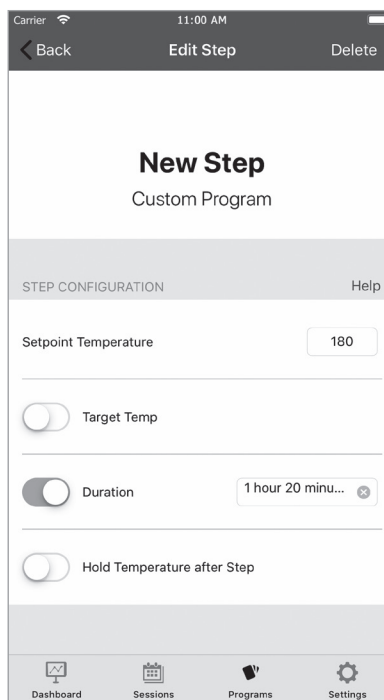 Carrier 11:00 AM
Back Edit Step Delete
New Step
Custom Program
STEP CONFIGURATION Help
Setpoint Temperature 180
Target Temp
Duration 1 hour 20 minu...
Hold Temperature after Step
Dashboard Sessions Programs Settings